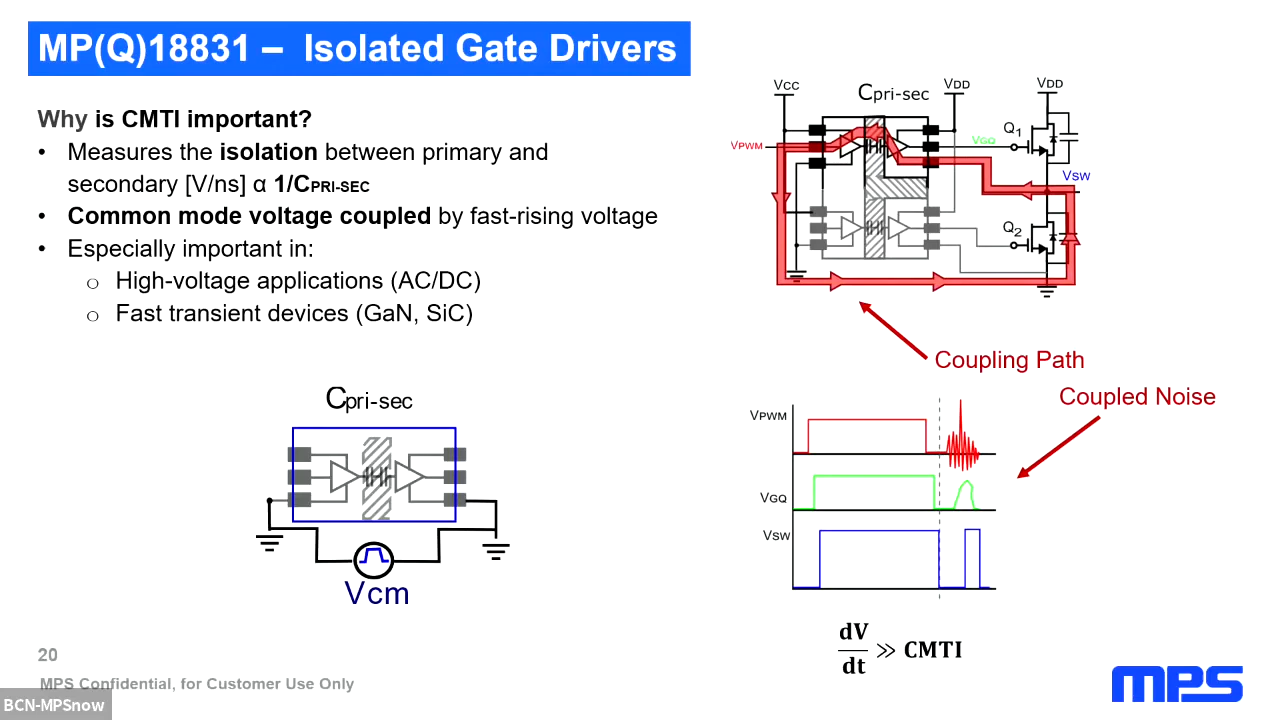 MP(Q)18831 – Isolated Gate Drivers
Why is CMTI important?
• Measures the isolation between primary and
secondary [V/ns] α 1/CPRI-SEC
• Common mode voltage coupled by fast-rising voltage
• Especially important in:
o High-voltage applications (AC/DC)
o Fast transient devices (GaN, SiC)
Cpri-sec
Vcm
VCC
Cpri-sec
VDD
VDD
VPWM
VGQ
Q1
VSW
Q2
Coupling Path
Coupled Noise
VPWM
VGQ
VSW
dV
dt
≫ CMTI
20
MPS Confidential, for Customer Use Only
BCN-MPSnow
mps